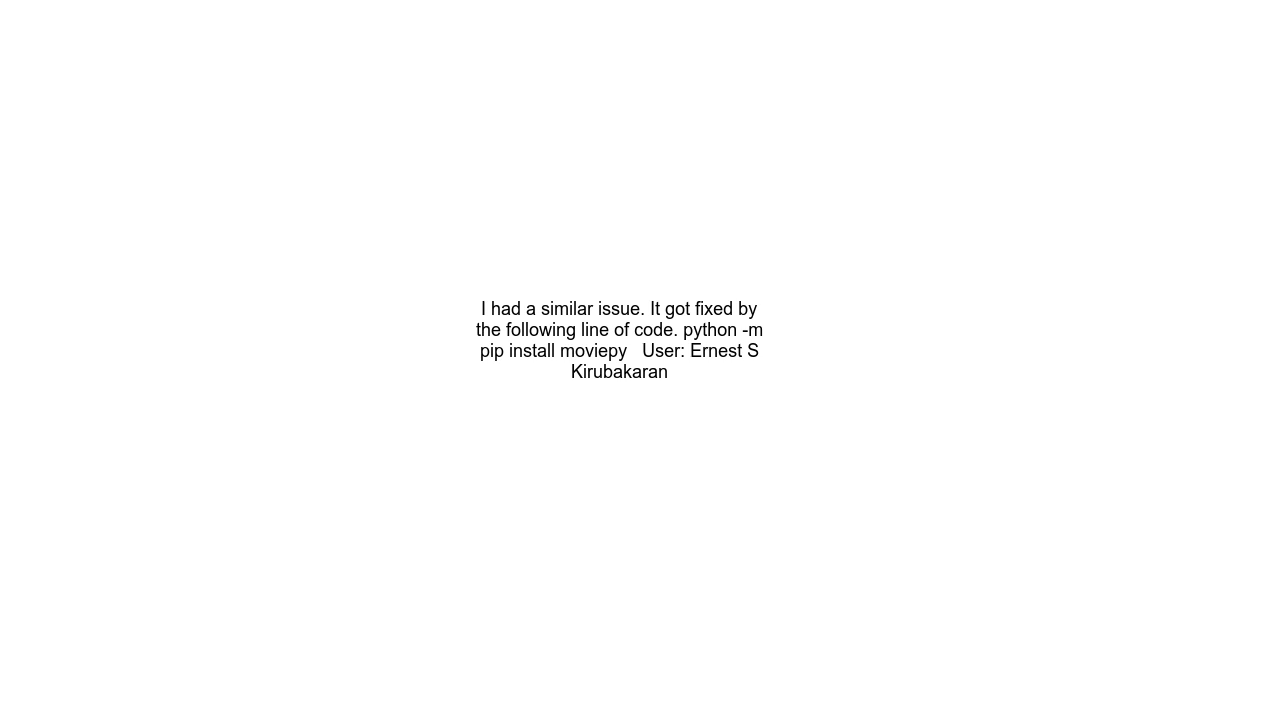 I had a similar issue. It got fixed by
the following line of code. python -m
pip install moviepy   User: Ernest S
Kirubakaran